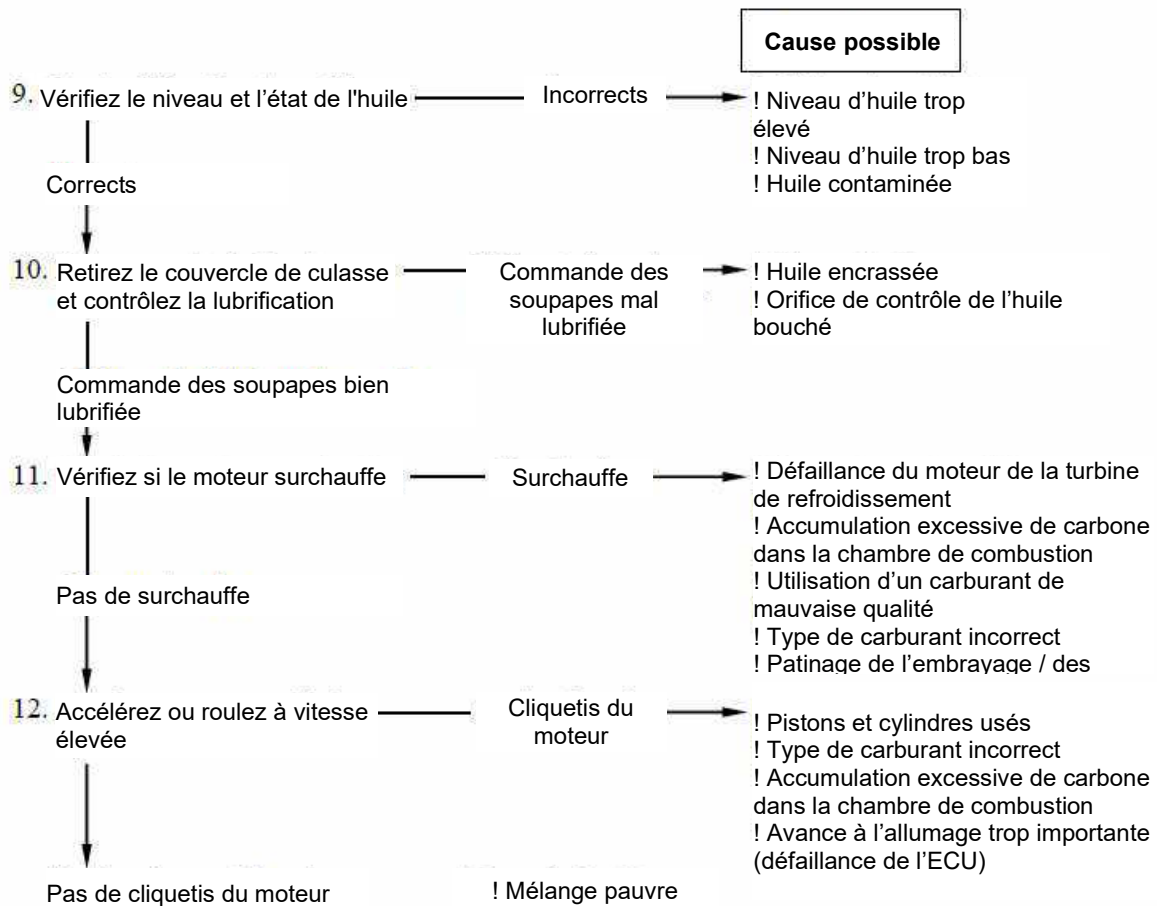 Cause possible
9. Vérifiez le niveau et l'état de l'huile
Incorrects
! Niveau d'huile trop
élevé
! Niveau d'huile trop bas
! Huile contaminée
Corrects
10. Retirez le couvercle de culasse
et contrôlez la lubrification
Commande des
soupapes mal
lubrifiée
! Huile encrassée
! Orifice de contrôle de l'huile
bouché
Commande des soupapes bien
lubrifiée
11. Vérifiez si le moteur surchauffe
Surchauffe
! Défaillance du moteur de la turbine
de refroidissement
! Accumulation excessive de carbone
dans la chambre de combustion
! Utilisation d'un carburant de
mauvaise qualité
! Type de carburant incorrect
! Patinage de l'embrayage / des
Pas de surchauffe
12. Accélérez ou roulez à vitesse
élevée
Cliquetis du
moteur
! Pistons et cylindres usés
! Type de carburant incorrect
! Accumulation excessive de carbone
dans la chambre de combustion
! Avance à l'allumage trop importante
(défaillance de l'ECU)
Pas de cliquetis du moteur
! Mélange pauvre